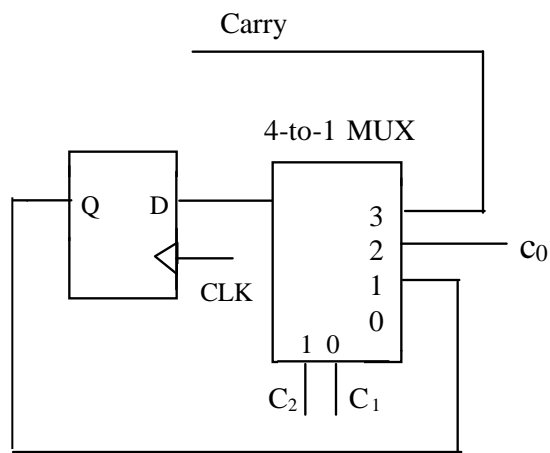 Carry
4-to-1 MUX
Q D
3
2
c₀
1
CLK
0
1 0
C₂ C₁